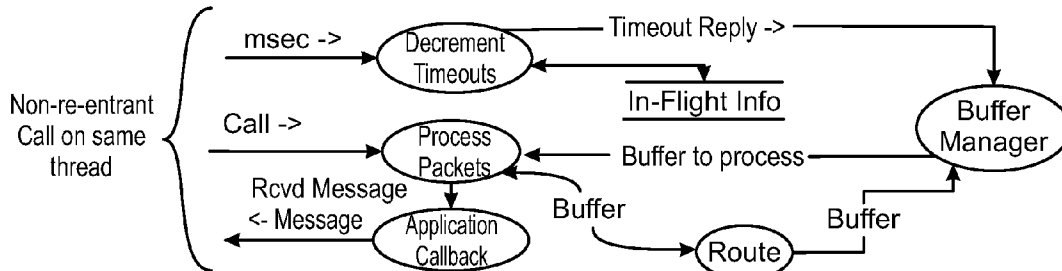 Non-re-entrant
Call on same
thread
msec ->
Decrement
Timeouts
Timeout Reply ->
In-Flight Info
Buffer
Manager
Call ->
Process
Packets
Buffer to process
Rcvd Message
<- Message
Application
Callback
Buffer
Route
Buffer